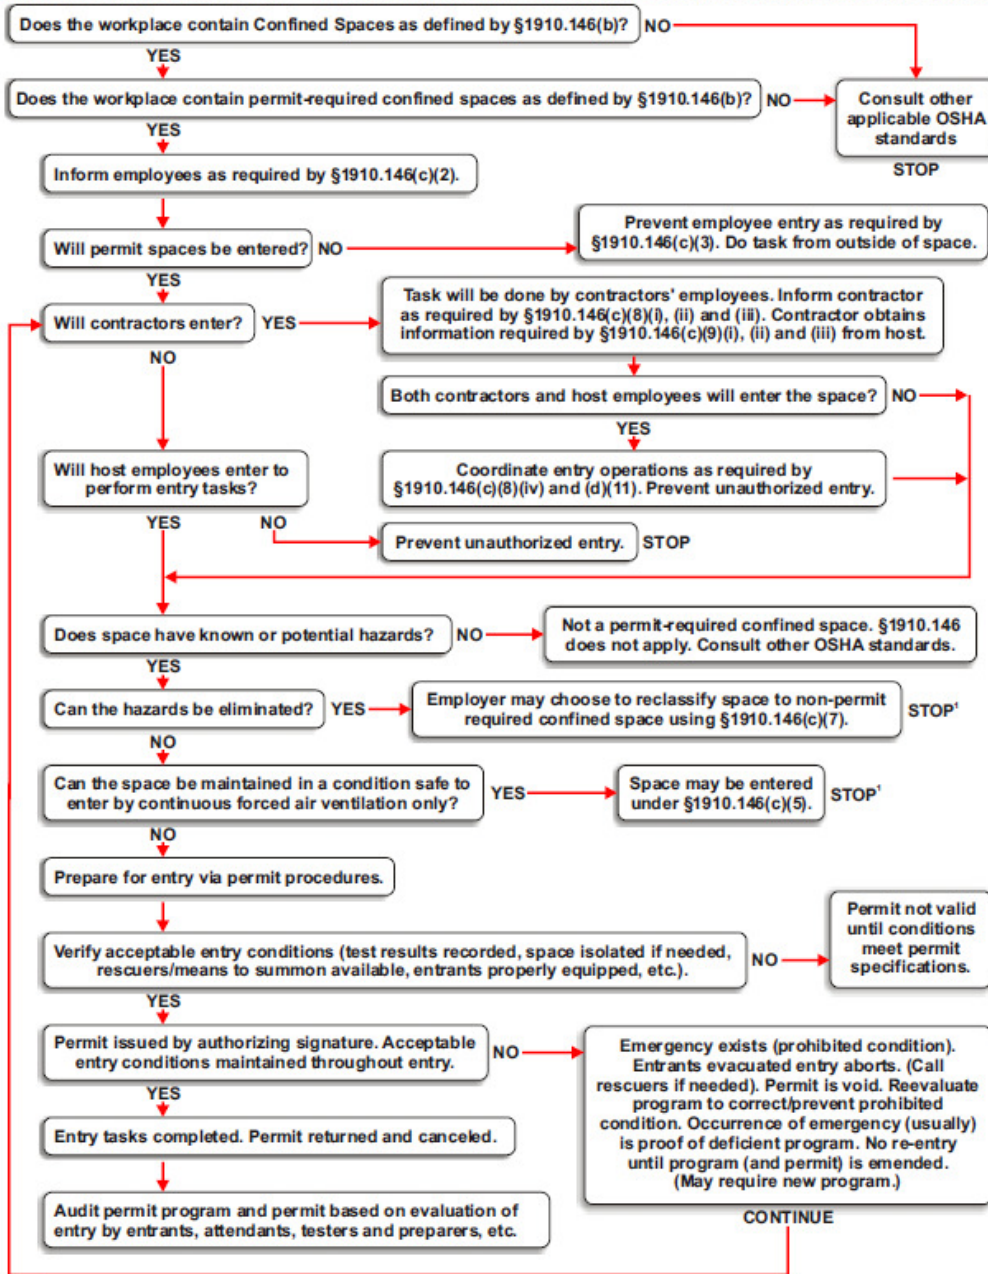 Does the workplace contain Confined Spaces as defined by §1910.146(b)?
NO
YES
Does the workplace contain permit-required confined spaces as defined by §1910.146(b)?
NO
Consult other
applicable OSHA
standards
STOP
YES
Inform employees as required by §1910.146(c)(2).
Will permit spaces be entered?
NO
Prevent employee entry as required by
§1910.146(c)(3). Do task from outside of space.
YES
Will contractors enter?
YES
Task will be done by contractors' employees. Inform contractor
as required by §1910.146(c)(8)(i), (ii) and (iii). Contractor obtains
information required by §1910.146(c)(9)(i), (ii) and (iii) from host.
NO
Both contractors and host employees will enter the space?
NO
YES
Will host employees enter to
perform entry tasks?
Coordinate entry operations as required by
§1910.146(c)(8)(iv) and (d)(11). Prevent unauthorized entry.
YES
NO
Prevent unauthorized entry.
STOP
Does space have known or potential hazards?
NO
Not a permit-required confined space. §1910.146
does not apply. Consult other OSHA standards.
YES
Can the hazards be eliminated?
YES
Employer may choose to reclassify space to non-permit
required confined space using §1910.146(c)(7).
STOP¹
NO
Can the space be maintained in a condition safe to
enter by continuous forced air ventilation only?
YES
Space may be entered
under §1910.146(c)(5).
STOP¹
NO
Prepare for entry via permit procedures.
Verify acceptable entry conditions (test results recorded, space isolated if needed,
rescuers/means to summon available, entrants properly equipped, etc.).
NO
Permit not valid
until conditions
meet permit
specifications.
YES
Permit issued by authorizing signature. Acceptable
entry conditions maintained throughout entry.
NO
Emergency exists (prohibited condition).
Entrants evacuated entry aborts. (Call
rescuers if needed). Permit is void. Reevaluate
program to correct/prevent prohibited
condition. Occurrence of emergency (usually)
is proof of deficient program. No re-entry
until program (and permit) is emended.
(May require new program.)
CONTINUE
YES
Entry tasks completed. Permit returned and canceled.
Audit permit program and permit based on evaluation of
entry by entrants, attendants, testers and preparers, etc.